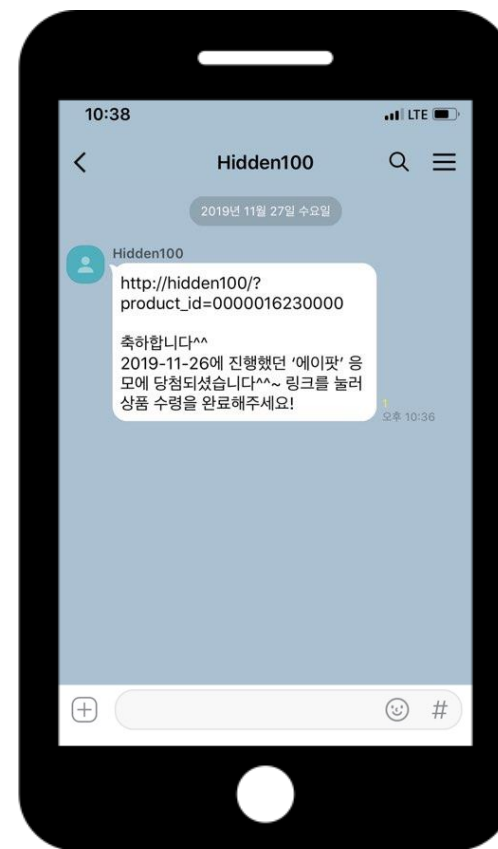 10:38
LTE
Hidden100
2019년 11월 27일 수요일
Hidden100
http://hidden100/?
product_id=0000016230000
축하합니다^^
2019-11-26에 진행했던 ‘에이팟’ 응
모에 당첨되셨습니다^^~ 링크를 눌러
상품 수령을 완료해주세요!
1
오후 10:36
#